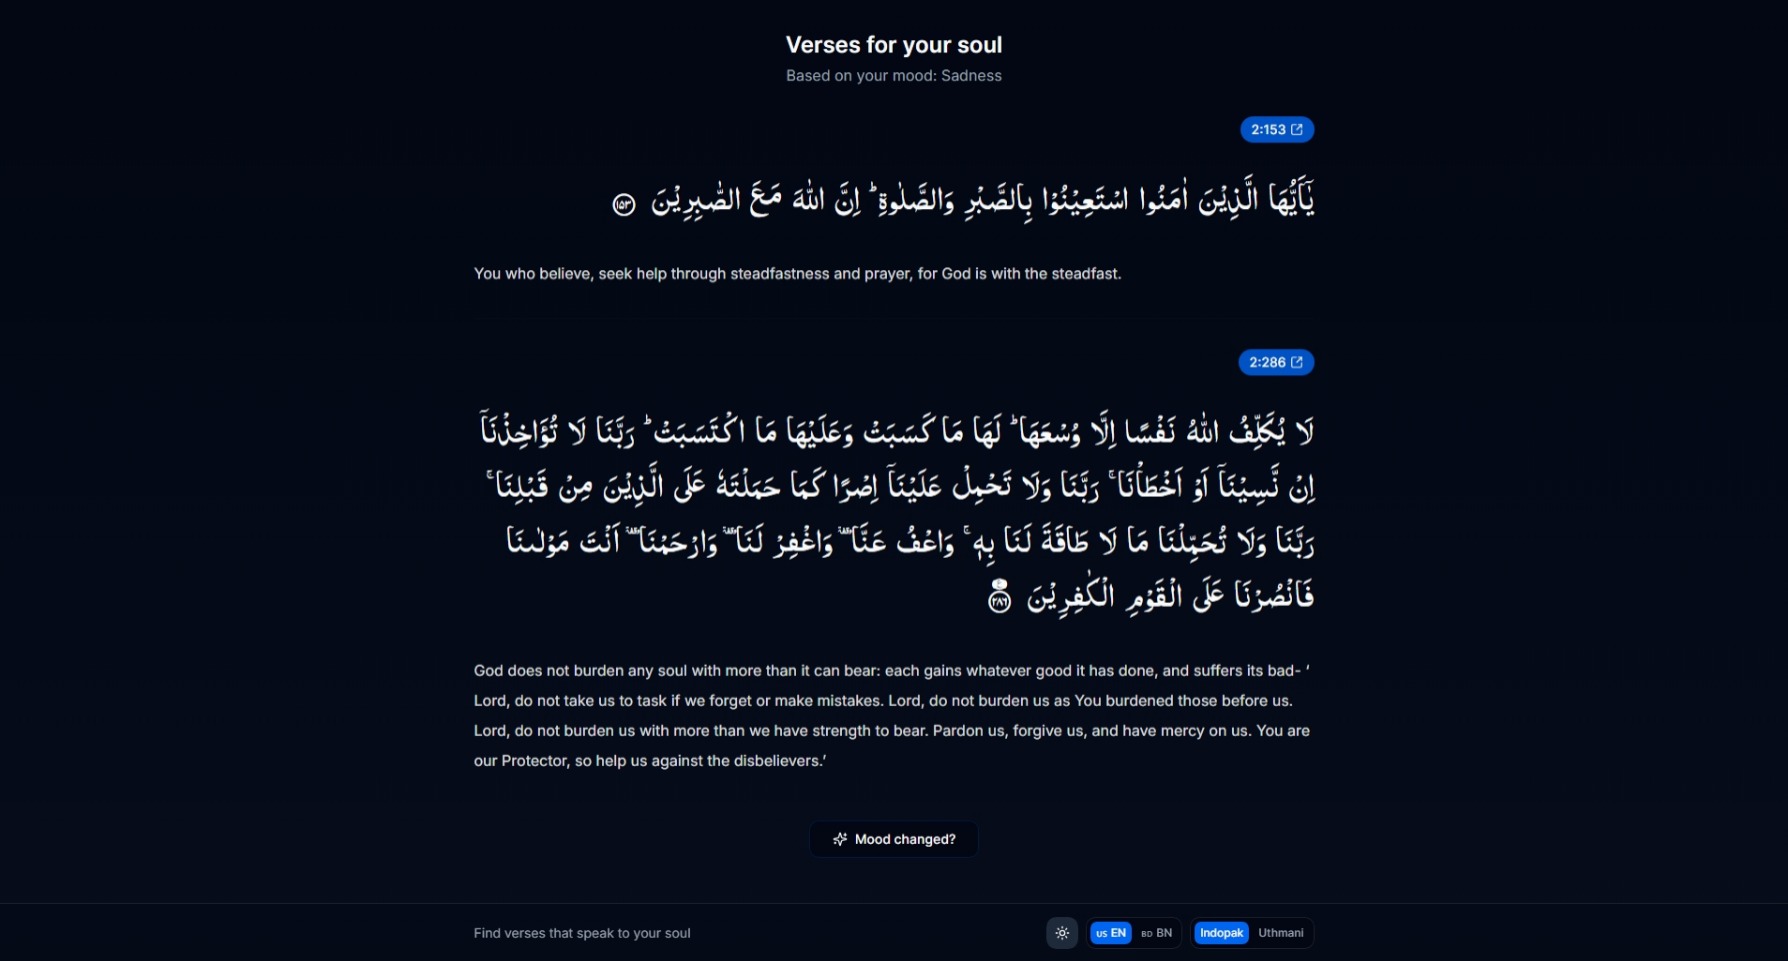 Verses for your soul
Based on your mood: Sadness
2:153
يٰٓاَيُّهَا الَّذِيْنَ اٰمَنُوا اسْتَعِيْنُوْا بِالصَّبْرِ وَالصَّلٰوةِ ؕ اِنَّ اللّٰهَ مَعَ الصّٰبِرِيْنَ ١٥٣
You who believe, seek help through steadfastness and prayer, for God is with the steadfast.
2:286
لَا يُكَلِّفُ اللّٰهُ نَفْسًا اِلَّا وُسْعَهَا ؕ لَهَا مَا كَسَبَتْ وَعَلَيْهَا مَا اكْتَسَبَتْ ؕ رَبَّنَا لَا تُؤَاخِذْنَاۤ
اِنْ نَّسِيْنَاۤ اَوْ اَخْطَاْنَا ۚ رَبَّنَا وَلَا تَحْمِلْ عَلَيْنَاۤ اِصْرًا كَمَا حَمَلْتَهٗ عَلَى الَّذِيْنَ مِنْ قَبْلِنَا ۚ
رَبَّنَا وَلَا تُحَمِّلْنَا مَا لَا طَاقَةَ لَنَا بِهٖ ۚ وَاعْفُ عَنَّا ۥ وَاغْفِرْ لَنَا ۥ وَارْحَمْنَا ۥ اَنْتَ مَوْلٰىنَا
فَانْصُرْنَا عَلَى الْقَوْمِ الْكٰفِرِيْنَ ٢٨٦
God does not burden any soul with more than it can bear: each gains whatever good it has done, and suffers its bad- ‘
Lord, do not take us to task if we forget or make mistakes. Lord, do not burden us as You burdened those before us.
Lord, do not burden us with more than we have strength to bear. Pardon us, forgive us, and have mercy on us. You are
our Protector, so help us against the disbelievers.’
Mood changed?
Find verses that speak to your soul
US EN BD BN Indopak Uthmani